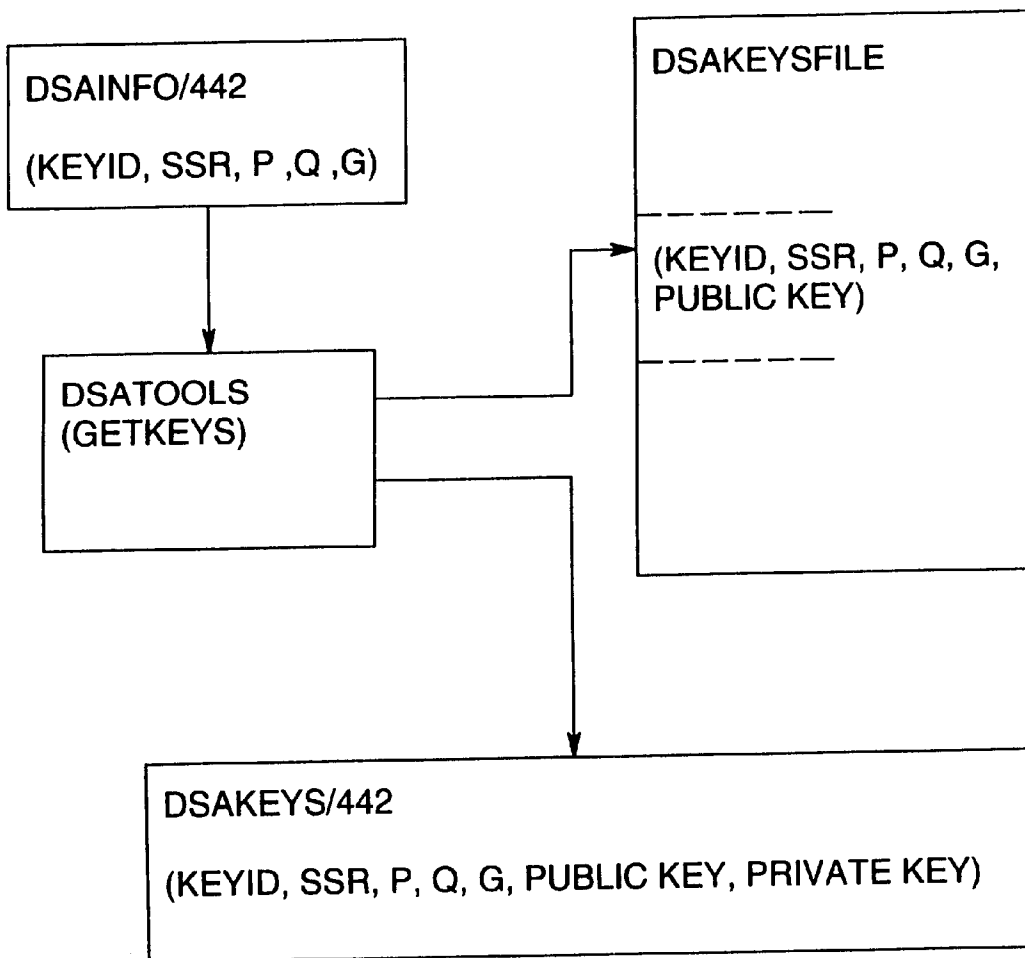 DSAINFO/442
(KEYID, SSR, P ,Q ,G)
DSAKEYSFILE
(KEYID, SSR, P, Q, G,
PUBLIC KEY)
DSATOOLS
(GETKEYS)
DSAKEYS/442
(KEYID, SSR, P, Q, G, PUBLIC KEY, PRIVATE KEY)